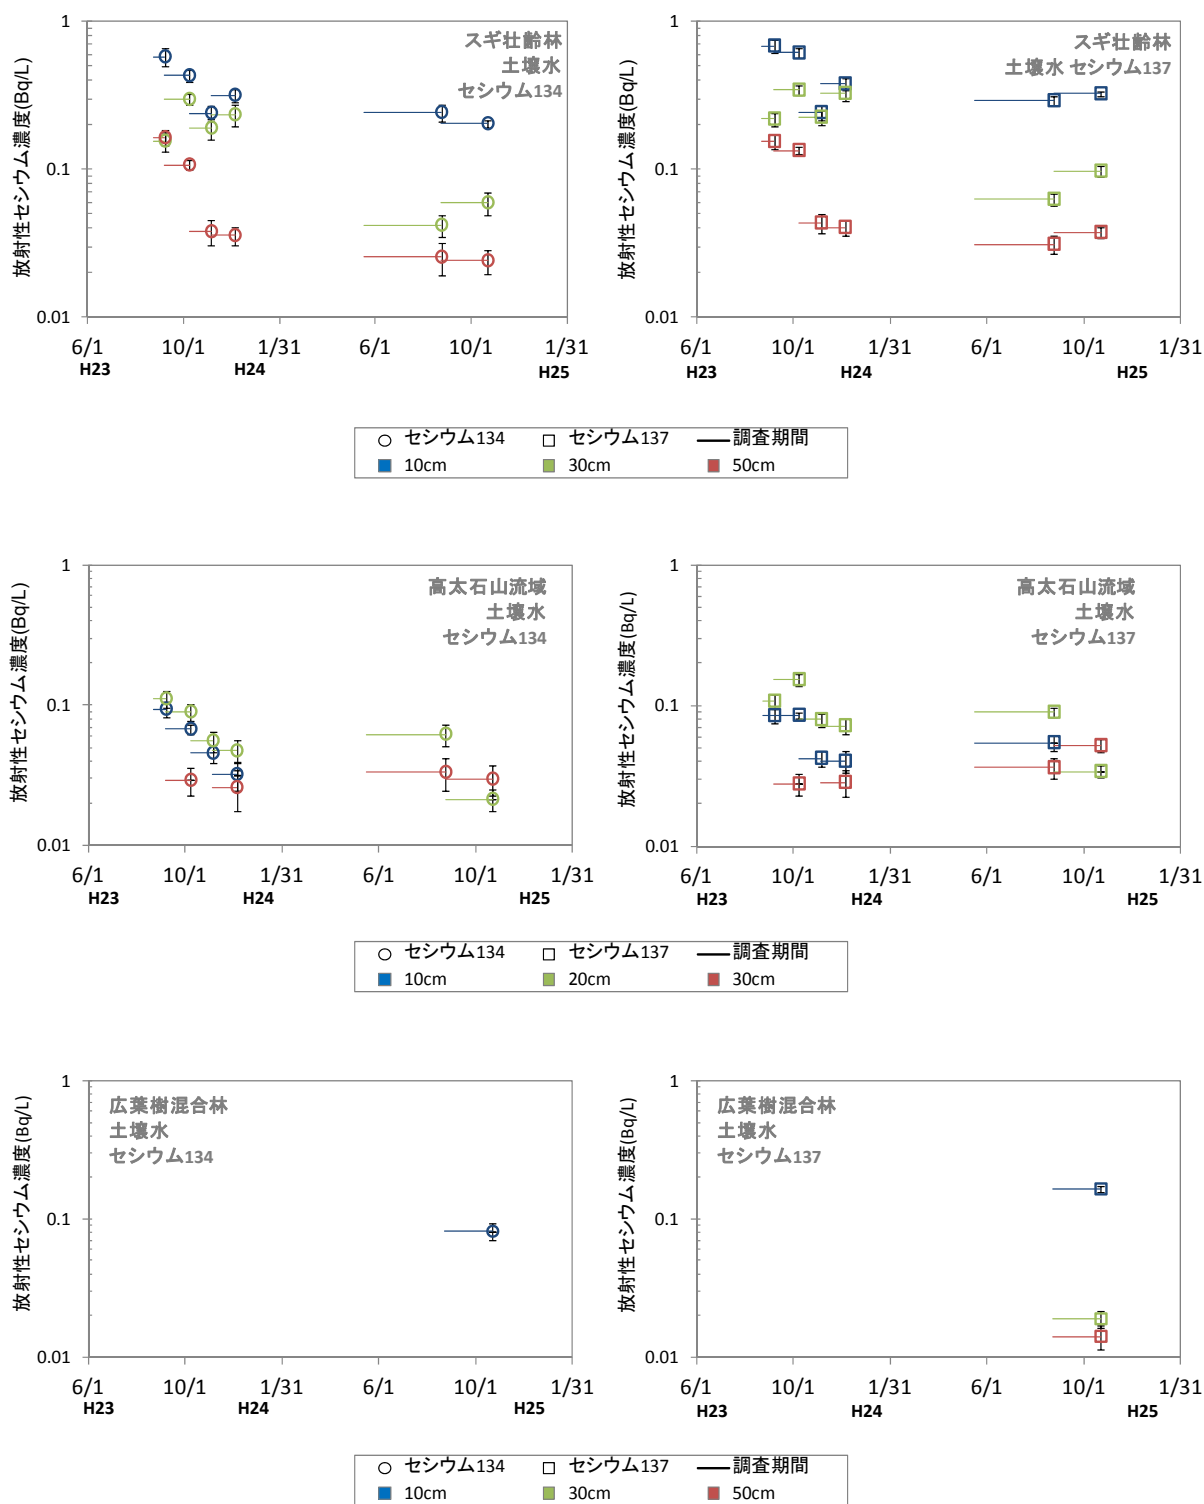 放射性セシウム濃度(Bq/L)
1
0.1
0.01
スギ壮齢林
土壌水
セシウム134
6/1 10/1 1/31 6/1 10/1 1/31
H23 H24 H25
放射性セシウム濃度(Bq/L)
1
0.1
0.01
スギ壮齢林
土壌水 セシウム137
6/1 10/1 1/31 6/1 10/1 1/31
H23 H24 H25
セシウム134 セシウム137 調査期間
10cm 30cm 50cm
放射性セシウム濃度(Bq/L)
1
0.1
0.01
高太石山流域
土壌水
セシウム134
6/1 10/1 1/31 6/1 10/1 1/31
H23 H24 H25
放射性セシウム濃度(Bq/L)
1
0.1
0.01
高太石山流域
土壌水
セシウム137
6/1 10/1 1/31 6/1 10/1 1/31
H23 H24 H25
セシウム134 セシウム137 調査期間
10cm 20cm 30cm
放射性セシウム濃度(Bq/L)
1
0.1
0.01
広葉樹混合林
土壌水
セシウム134
6/1 10/1 1/31 6/1 10/1 1/31
H23 H24 H25
放射性セシウム濃度(Bq/L)
1
0.1
0.01
広葉樹混合林
土壌水
セシウム137
6/1 10/1 1/31 6/1 10/1 1/31
H23 H24 H25
セシウム134 セシウム137 調査期間
10cm 30cm 50cm